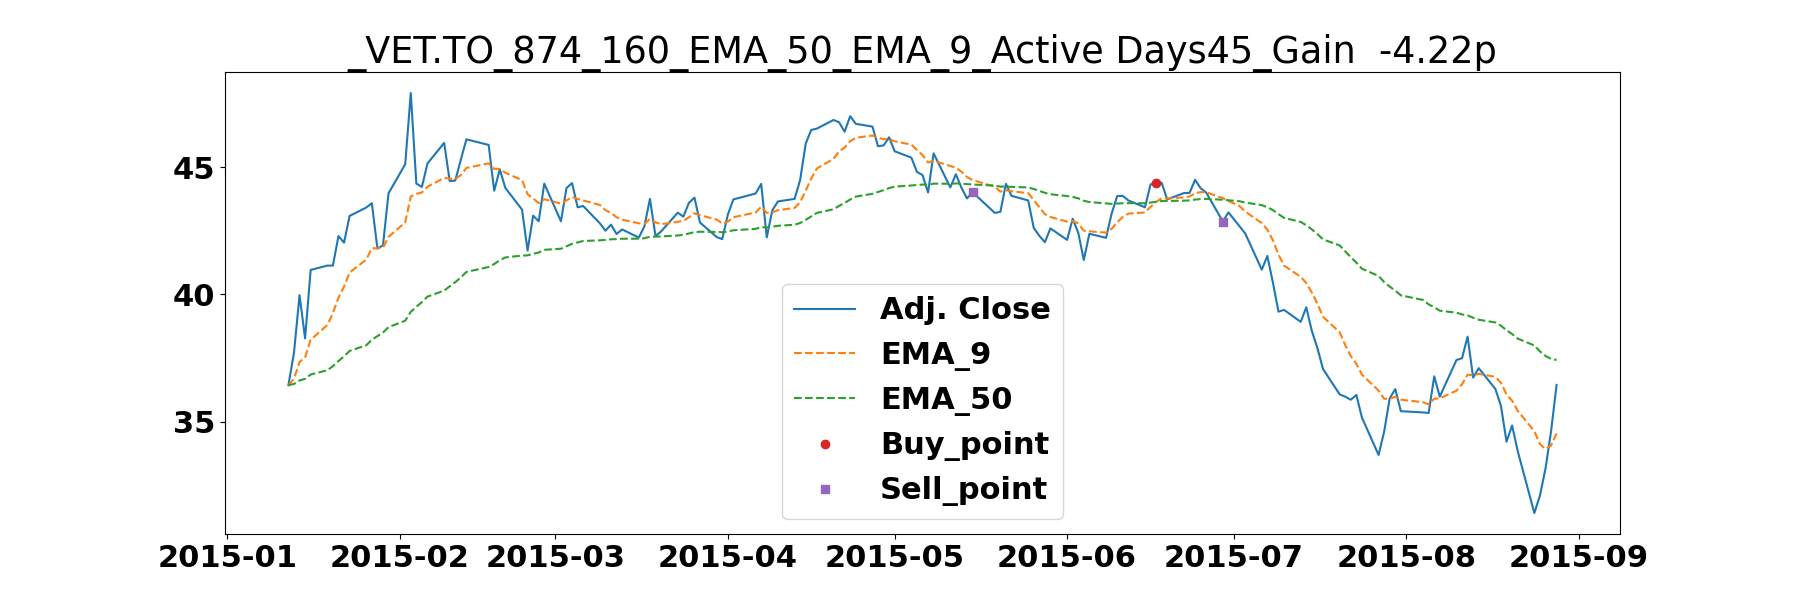 _VET.TO_874_160_EMA_50_EMA_9_Active Days45_Gain  -4.22p
45
40
35
Adj. Close
EMA_9
EMA_50
Buy_point
Sell_point
2015-01 2015-02 2015-03 2015-04 2015-05 2015-06 2015-07 2015-08 2015-09